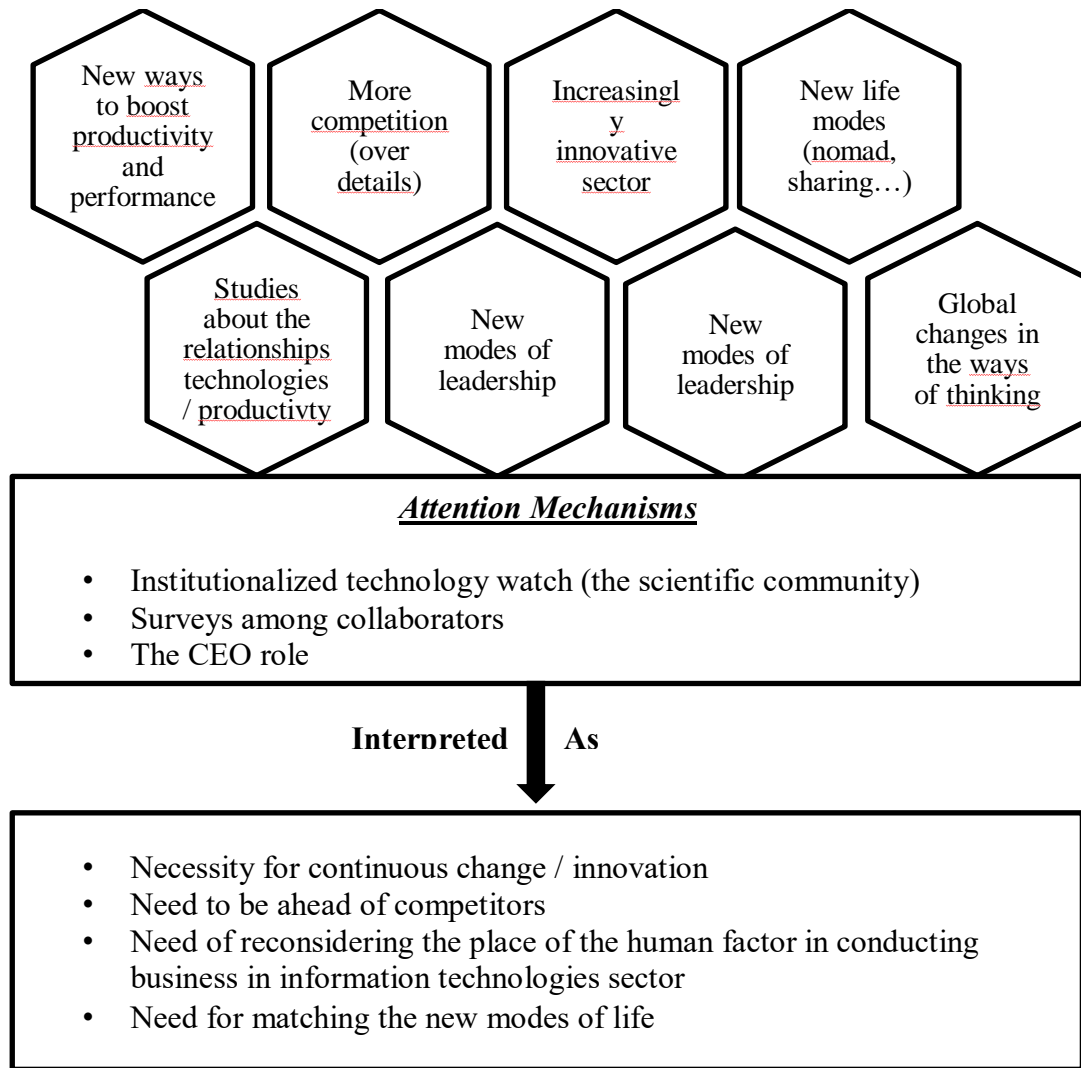 New ways
to boost
productivity
and
performance
More
competition
(over
details)
Increasingl
y
innovative
sector
New life
modes
(nomad,
sharing…)
Studies
about the
relationships
technologies
/ productivty
New
modes of
leadership
New
modes of
leadership
Global
changes in
the ways
of thinking
Attention Mechanisms
• Institutionalized technology watch (the scientific community)
• Surveys among collaborators
• The CEO role
Interpreted As
• Necessity for continuous change / innovation
• Need to be ahead of competitors
• Need of reconsidering the place of the human factor in conducting
business in information technologies sector
• Need for matching the new modes of life